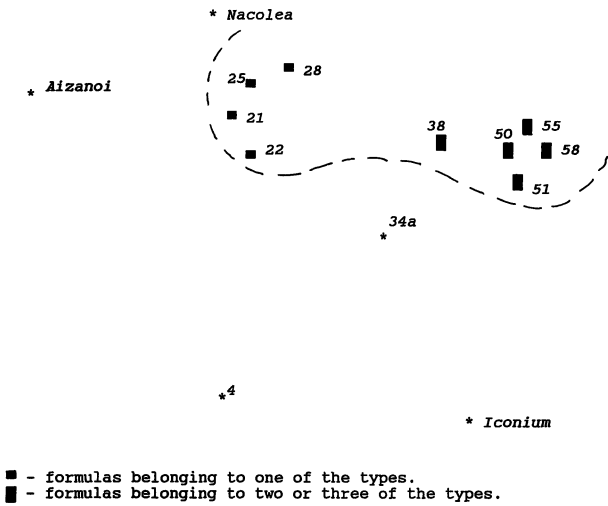 * Nacolea
* Aizanoi
25
28
21
22
38
50
55
58
51
34a
*
*4
* Iconium
- formulas belonging to one of the types.
- formulas belonging to two or three of the types.